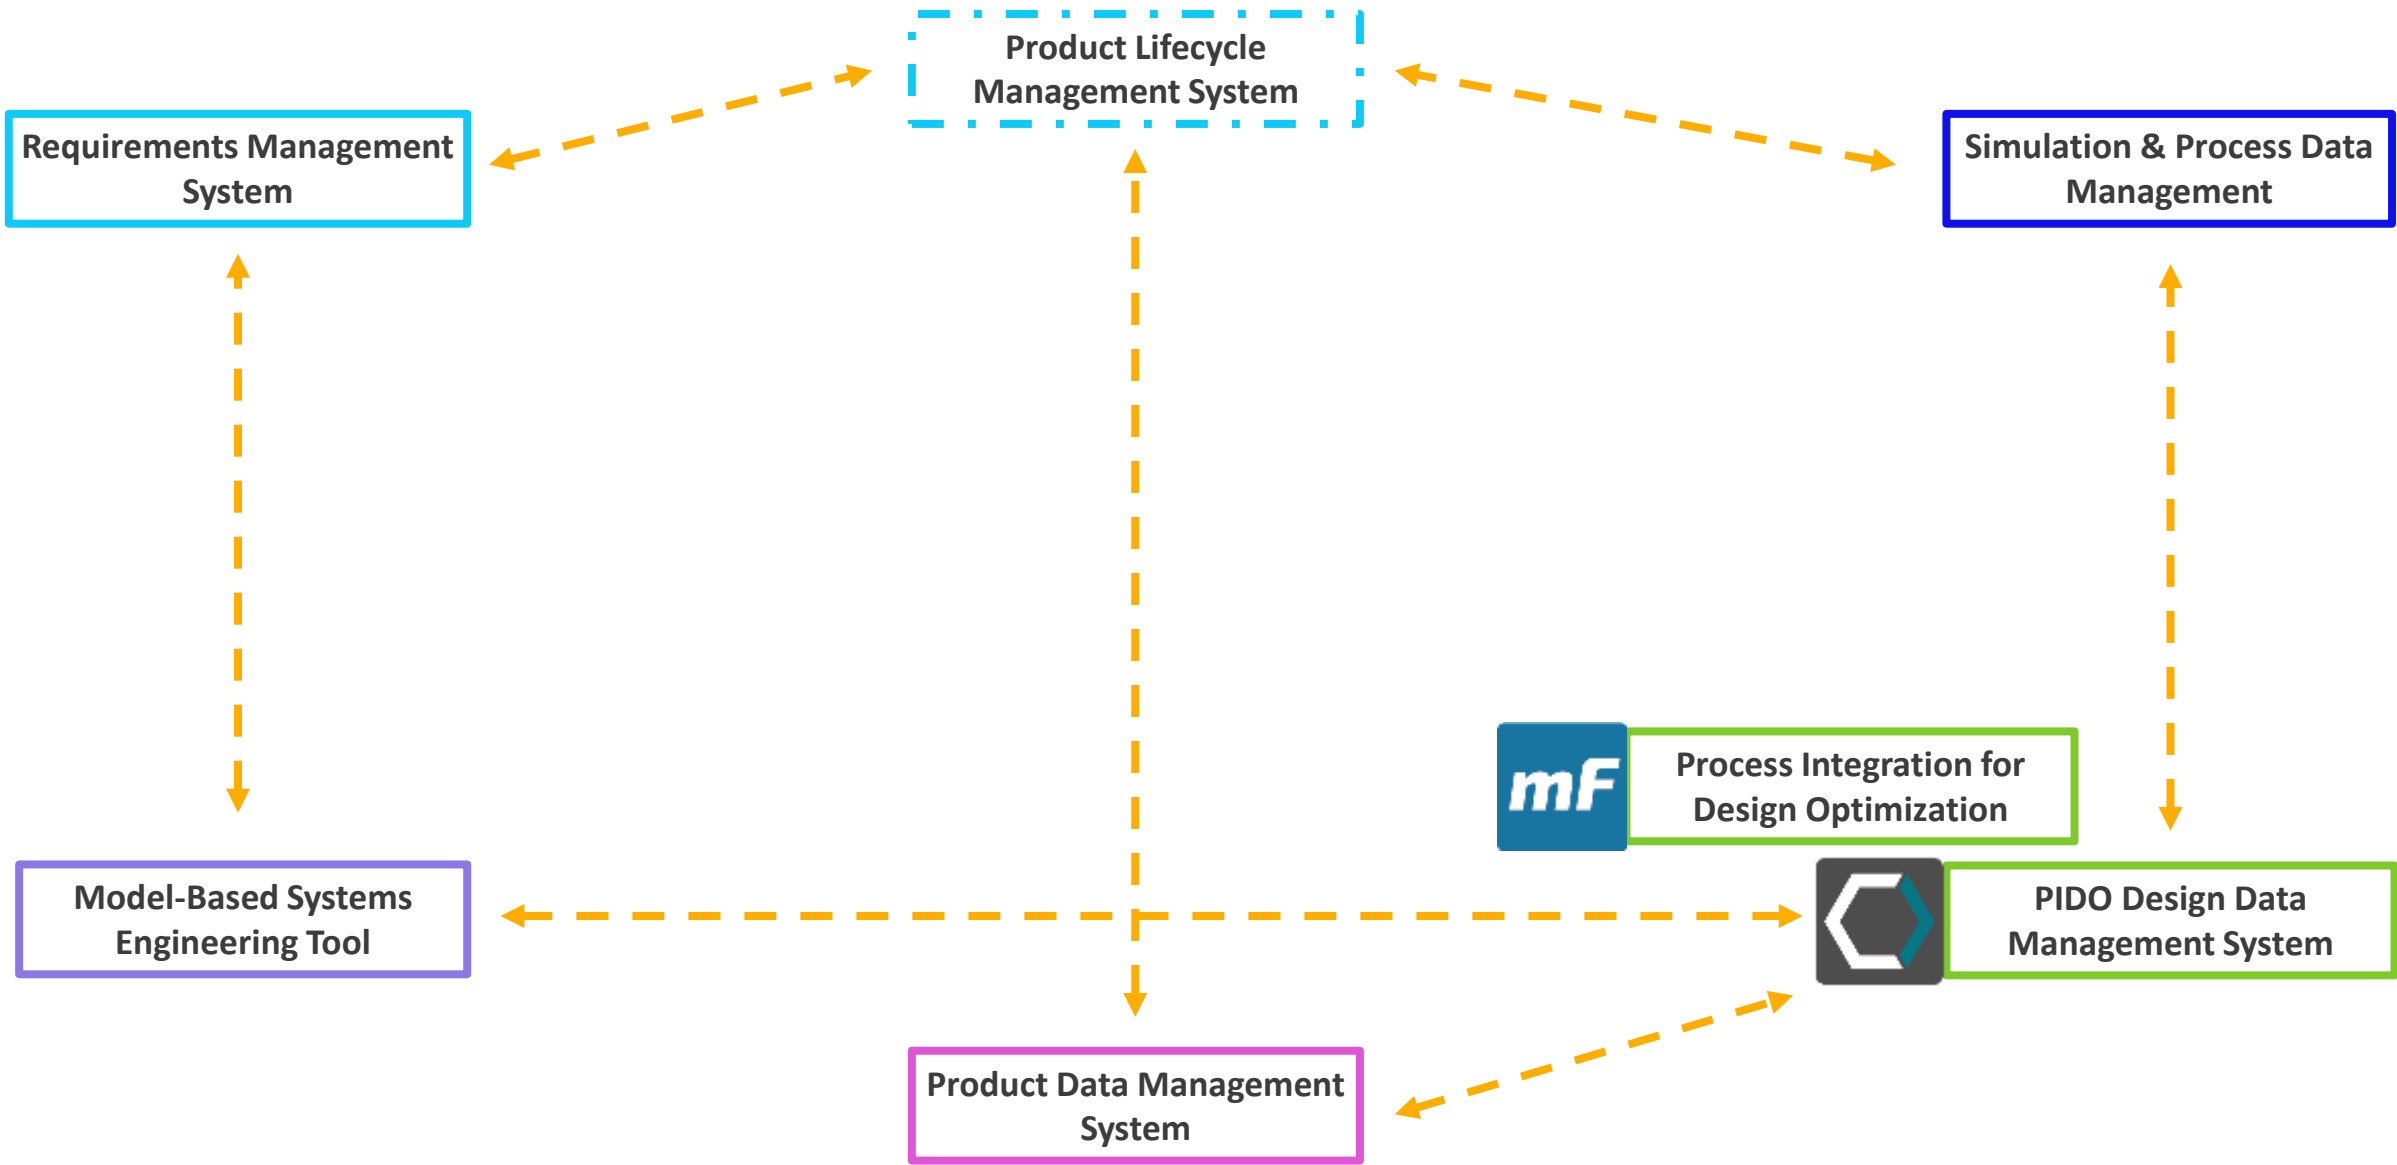 Product Lifecycle
Management System
Requirements Management
System
Simulation & Process Data
Management
mF
Process Integration for
Design Optimization
Model-Based Systems
Engineering Tool
PIDO Design Data
Management System
Product Data Management
System